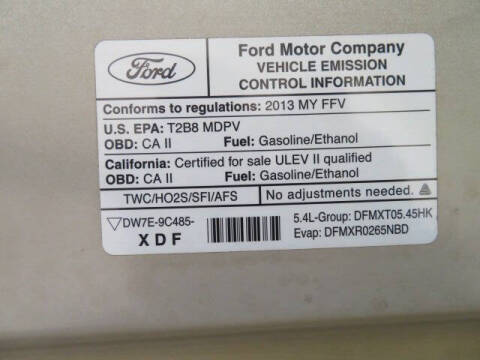 Ford
Ford Motor Company
VEHICLE EMISSION
CONTROL INFORMATION
Conforms to regulations: 2013 MY FFV
U.S. EPA: T2B8 MDPV
OBD: CA II Fuel: Gasoline/Ethanol
California: Certified for sale ULEV II qualified
OBD: CA II Fuel: Gasoline/Ethanol
TWC/HO2S/SFI/AFS No adjustments needed.
DW7E-9C485- 5.4L-Group: DFMXT05.45HK
XDF Evap: DFMXR0265NBD